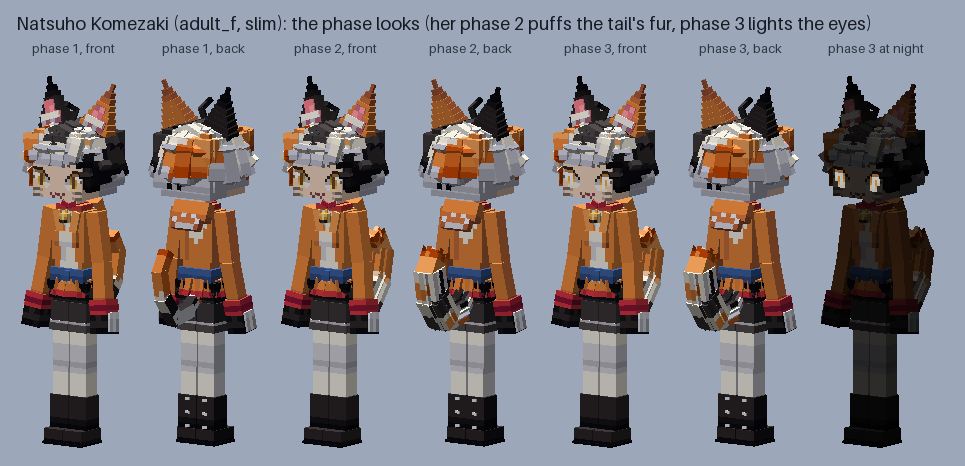 Natsuho Komezaki (adult_f, slim): the phase looks (her phase 2 puffs the tail's fur, phase 3 lights the eyes)
phase 1, front
phase 1, back
phase 2, front
phase 2, back
phase 3, front
phase 3, back
phase 3 at night